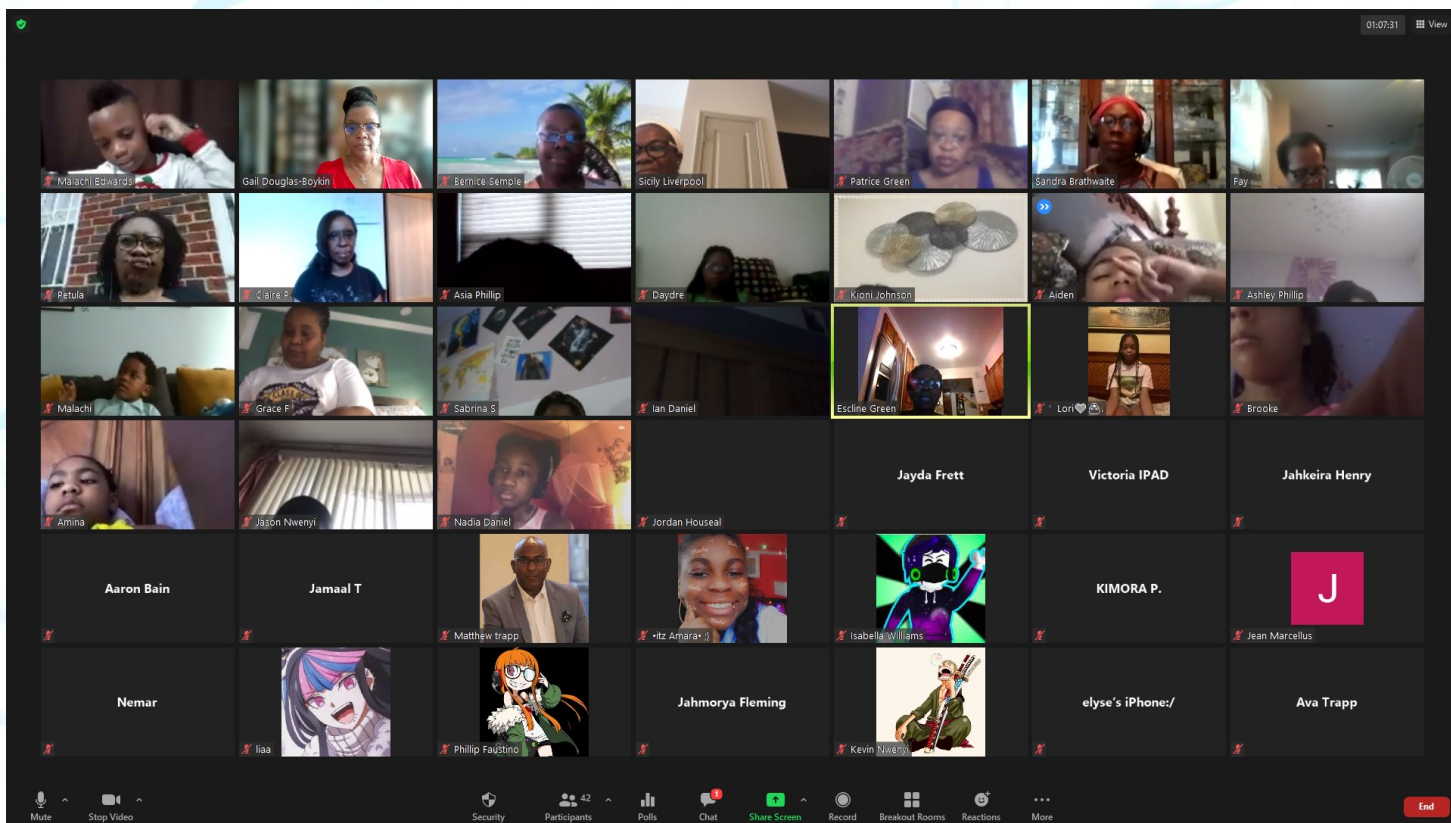 01:07:31 View
Malachi Edwards
Gail Douglas-Boykin
Bernice Semple
Sicily Liverpool
Patrice Green
Sandra Brathwaite
Fay
Petula
Claire P.
Asia Phillip
Daydre
Kioni Johnson
Aiden
Ashley Phillip
Malachi
Grace F
Sabrina S
Ian Daniel
Escline Green
Lori🤍
Brooke
Amina
Jason Nwenyi
Nadia Daniel
Jordan Houseal
Jayda Frett
Victoria IPAD
Jahkeira Henry
Aaron Bain
Jamaal T
Matthew trapp
•itz Amara• ;)
Isabella Williams
KIMORA P.
J
Jean Marcellus
Nemar
liaa
Phillip Faustino
Jahmorya Fleming
Kevin Nwenyi
elyse's iPhone:/
Ava Trapp
Mute
Stop Video
Security
42
Participants
Polls
1
Chat
Share Screen
Record
Breakout Rooms
Reactions
More
End